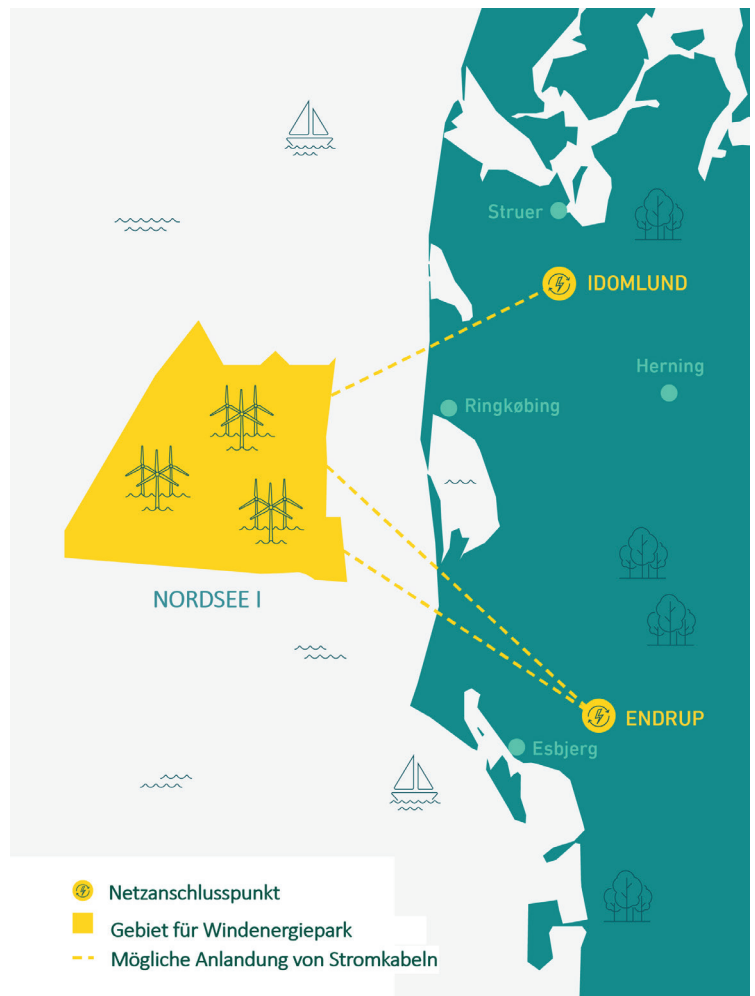 Struer
IDOMLUND
Herning
Ringkøbing
NORDSEE I
ENDRUP
Esbjerg
Netzanschlusspunkt
Gebiet für Windenergiepark
Mögliche Anlandung von Stromkabeln